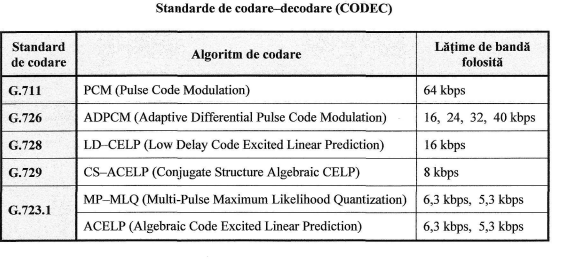 Standarde de codare–decodare (CODEC)
Standard de codare Algoritm de codare Lățime de bandă folosită
G.711 PCM (Pulse Code Modulation) 64 kbps
G.726 ADPCM (Adaptive Differential Pulse Code Modulation) 16, 24, 32, 40 kbps
G.728 LD–CELP (Low Delay Code Excited Linear Prediction) 16 kbps
G.729 CS–ACELP (Conjugate Structure Algebraic CELP) 8 kbps
G.723.1 MP–MLQ (Multi-Pulse Maximum Likelihood Quantization) 6,3 kbps, 5,3 kbps
ACELP (Algebraic Code Excited Linear Prediction) 6,3 kbps, 5,3 kbps